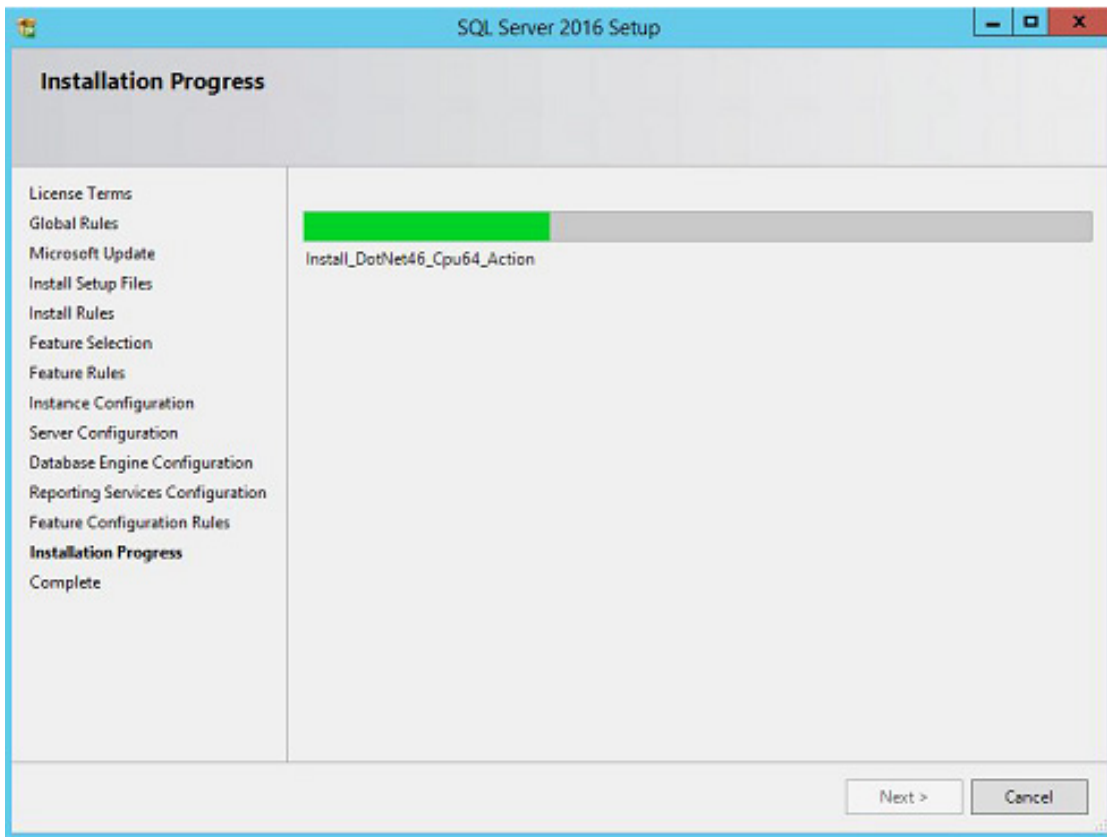 SQL Server 2016 Setup
Installation Progress
License Terms
Global Rules
Microsoft Update
Install Setup Files
Install Rules
Feature Selection
Feature Rules
Instance Configuration
Server Configuration
Database Engine Configuration
Reporting Services Configuration
Feature Configuration Rules
Installation Progress
Complete
Install_DotNet46_Cpu64_Action
Next >
Cancel